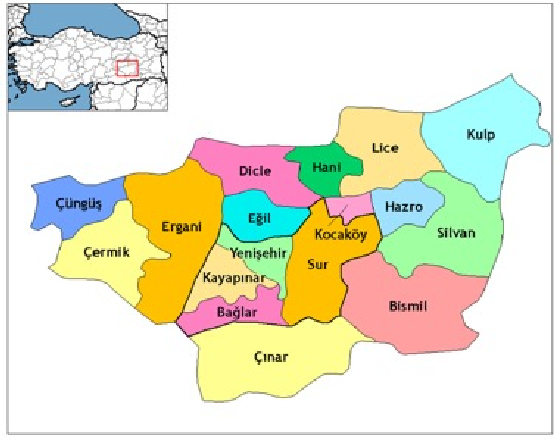 Kulp
Lice
Hani
Dicle
Çüngüş
Hazro
Eğil
Ergani
Kocaköy
Silvan
Çermik
Yenişehir
Sur
Kayapınar
Bismil
Bağlar
Çınar